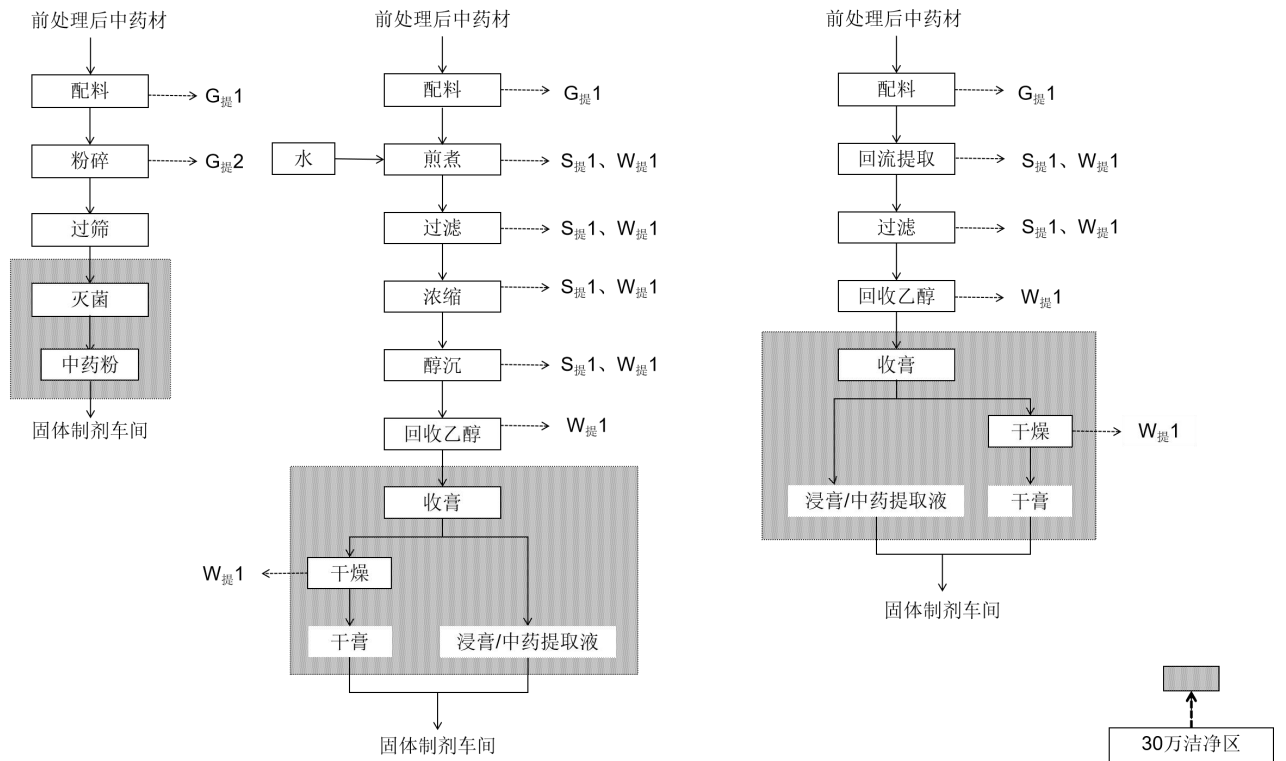 前处理后中药材
配料
G提1
粉碎
G提2
过筛
灭菌
中药粉
固体制剂车间
前处理后中药材
配料
G提1
水
煎煮
S提1、W提1
过滤
S提1、W提1
浓缩
S提1、W提1
醇沉
S提1、W提1
回收乙醇
W提1
收膏
干燥
W提1
干膏
浸膏/中药提取液
固体制剂车间
前处理后中药材
配料
G提1
回流提取
S提1、W提1
过滤
S提1、W提1
回收乙醇
W提1
收膏
干燥
W提1
浸膏/中药提取液
干膏
固体制剂车间
30万洁净区